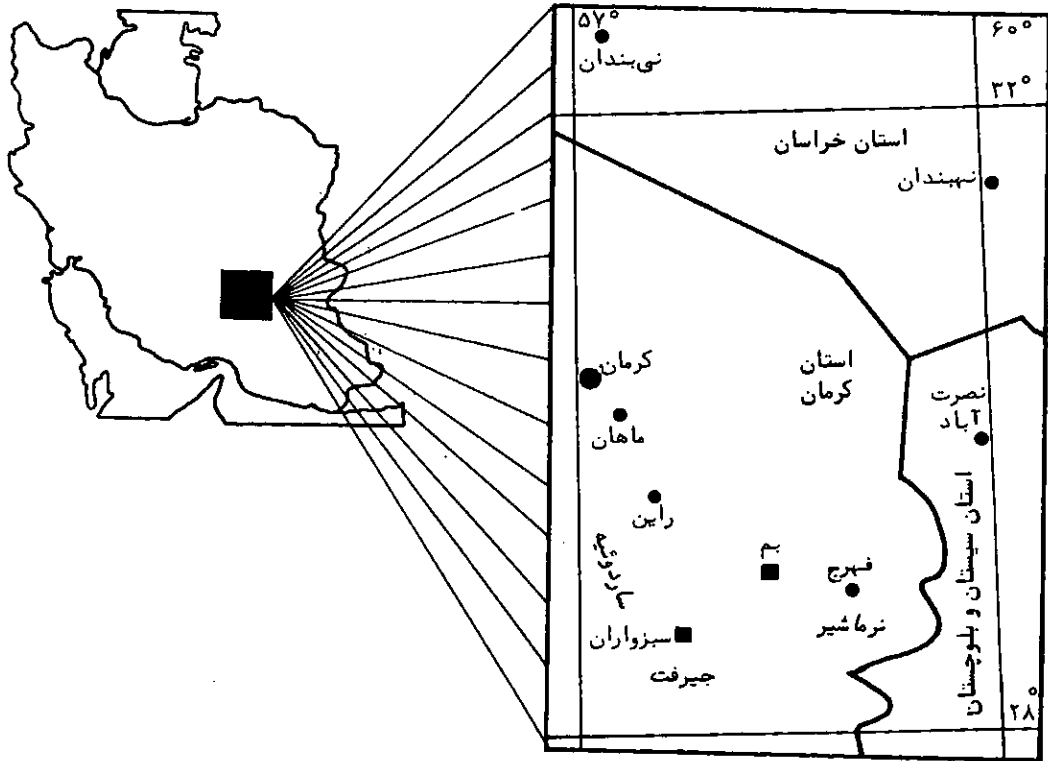 ۵۷°
۶۰°
نی‌بندان
۳۲°
استان خراسان
نهبندان
استان
کرمان
کرمان
ماهان
نصرت
آباد
راین
ساردوئیه
بم
فهرج
نرماشیر
سبزواران
جیرفت
استان سیستان و بلوچستان
۲۸°